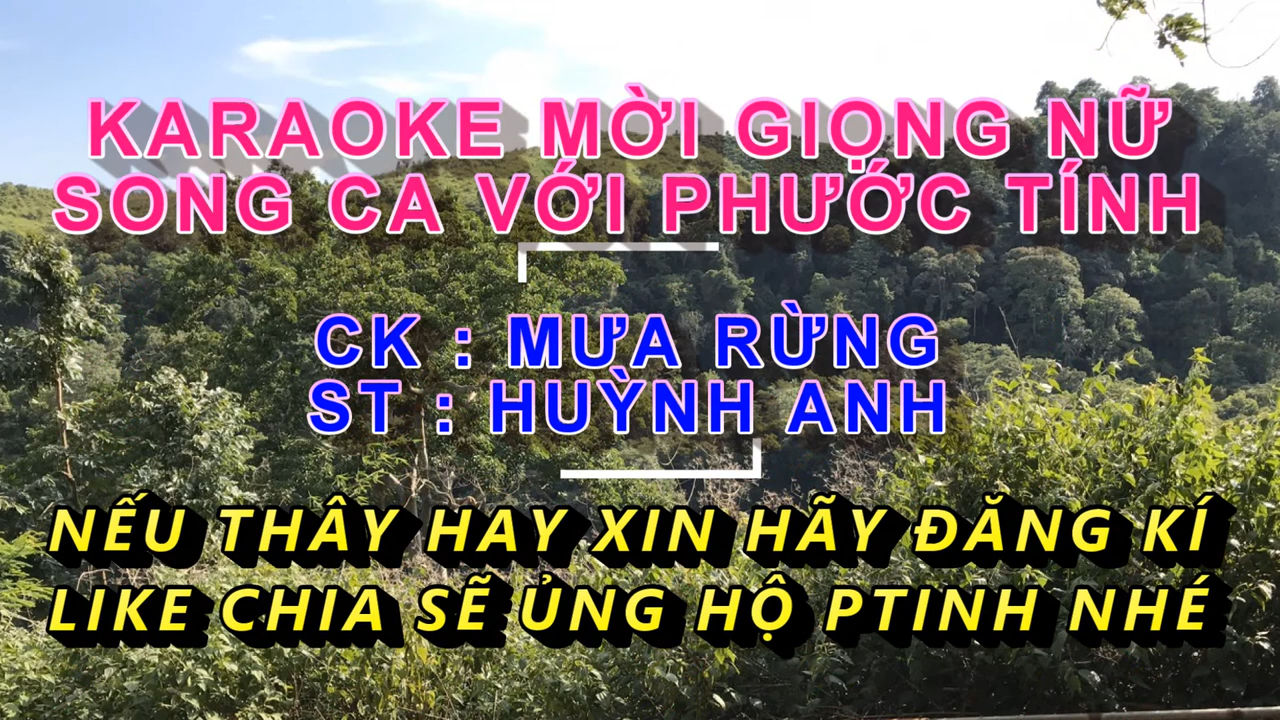 KARAOKE MỜI GIỌNG NỮ
SONG CA VỚI PHƯỚC TÍNH
CK : MƯA RỪNG
ST : HUỲNH ANH
NẾU THÂY HAY XIN HÃY ĐĂNG KÍ
LIKE CHIA SẼ ỦNG HỘ PTINH NHÉ